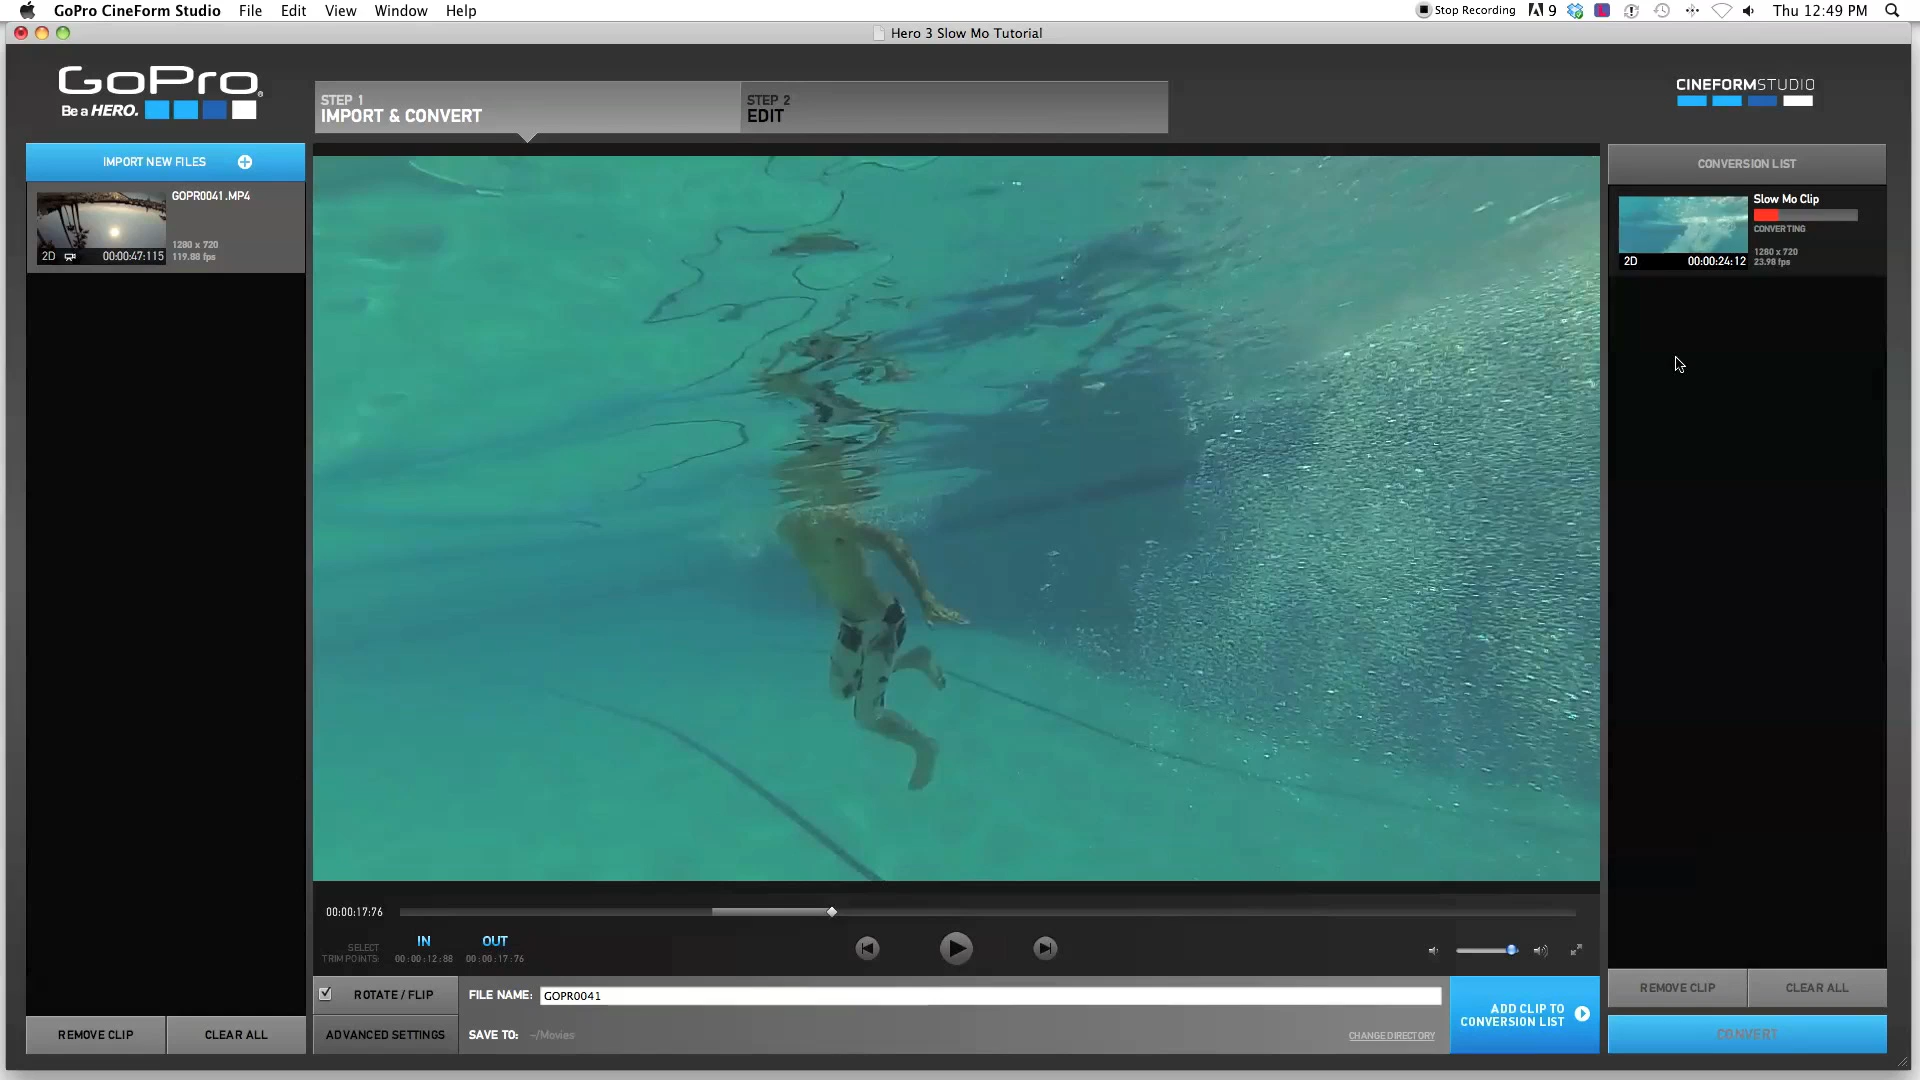 GoPro CineForm Studio File Edit View Window Help
Stop Recording 9 Thu 12:49 PM
Hero 3 Slow Mo Tutorial
GoPro
Be a HERO.
STEP 1
IMPORT & CONVERT
STEP 2
EDIT
CINEFORMSTUDIO
IMPORT NEW FILES
GOPR0041.MP4
1280 x 720
119.88 fps
2D 00:00:47:115
CONVERSION LIST
Slow Mo Clip
CONVERTING
1280 x 720
23.98 fps
2D 00:00:24:12
00:00:17:76
SELECT
TRIM POINTS:
IN
00:00:12:88
OUT
00:00:17:76
ROTATE / FLIP
ADVANCED SETTINGS
FILE NAME: GOPR0041
SAVE TO: ~/Movies
CHANGE DIRECTORY
ADD CLIP TO
CONVERSION LIST
REMOVE CLIP CLEAR ALL
REMOVE CLIP CLEAR ALL
CONVERT